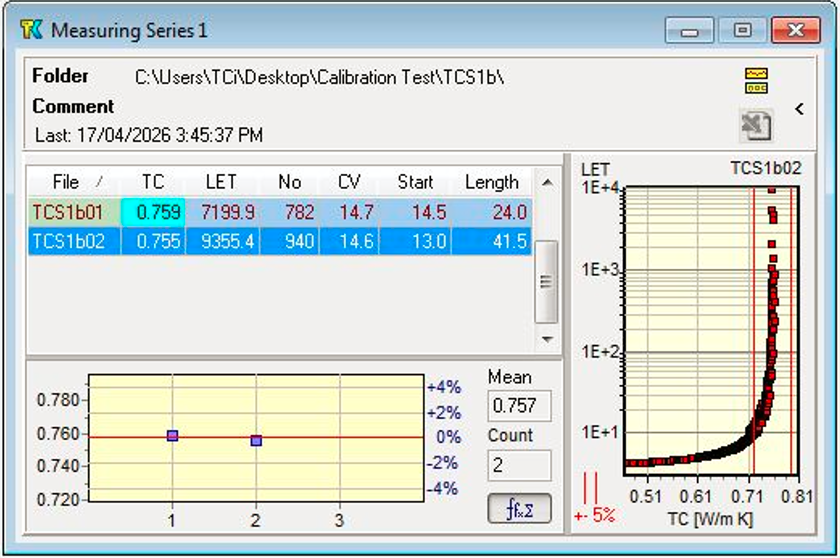 TK Measuring Series 1
Folder C:\Users\TCi\Desktop\Calibration Test\TCS1b\
Comment
<
Last: 17/04/2026 3:45:37 PM
File / TC LET No CV Start Length
TCS1b01 0.759 7199.9 782 14.7 14.5 24.0
TCS1b02 0.755 9355.4 940 14.6 13.0 41.5
0.780
0.760
0.740
0.720
1 2 3
+4%
+2%
0%
-2%
-4%
Mean
0.757
Count
2
∫fxΣ
LET TCS1b02
1E+4
1E+3
1E+2
1E+1
0.51 0.61 0.71 0.81
+- 5% TC [W/m K]